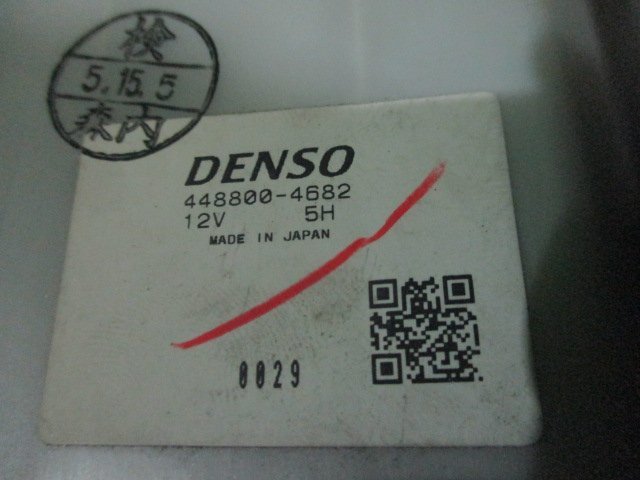 検
5.15.5
森内
DENSO
448800-4682
12V 5H
MADE IN JAPAN
0029